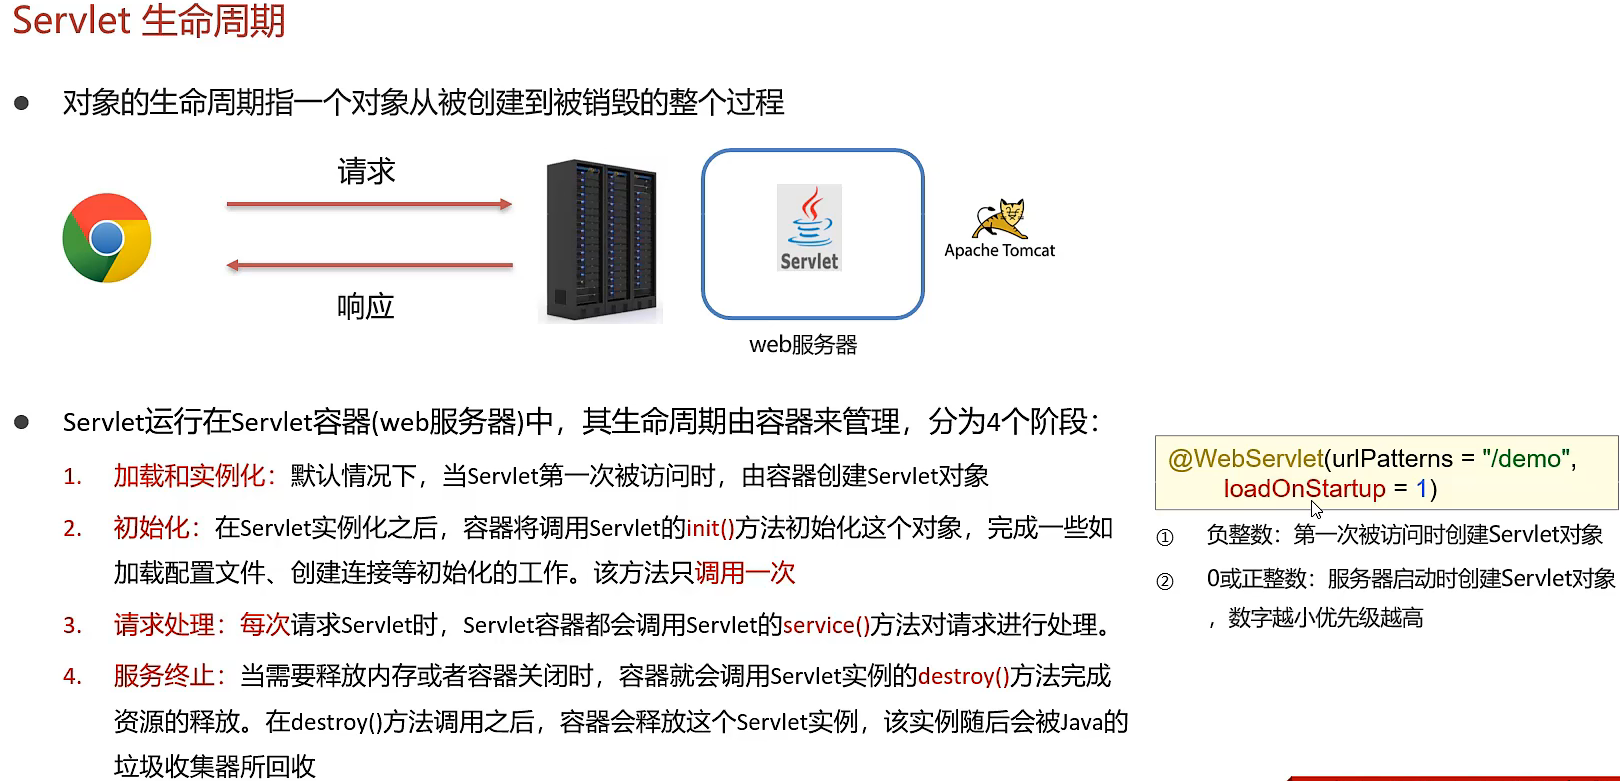 Servlet 生命周期
● 对象的生命周期指一个对象从被创建到被销毁的整个过程
请求
响应
Servlet
web服务器
Apache Tomcat
● Servlet运行在Servlet容器(web服务器)中，其生命周期由容器来管理，分为4个阶段：
1. 加载和实例化：默认情况下，当Servlet第一次被访问时，由容器创建Servlet对象
2. 初始化：在Servlet实例化之后，容器将调用Servlet的init()方法初始化这个对象，完成一些如
加载配置文件、创建连接等初始化的工作。该方法只调用一次
3. 请求处理：每次请求Servlet时，Servlet容器都会调用Servlet的service()方法对请求进行处理。
4. 服务终止：当需要释放内存或者容器关闭时，容器就会调用Servlet实例的destroy()方法完成
资源的释放。在destroy()方法调用之后，容器会释放这个Servlet实例，该实例随后会被Java的
垃圾收集器所回收
@WebServlet(urlPatterns = "/demo",
loadOnStartup = 1)
① 负整数：第一次被访问时创建Servlet对象
② 0或正整数：服务器启动时创建Servlet对象
，数字越小优先级越高